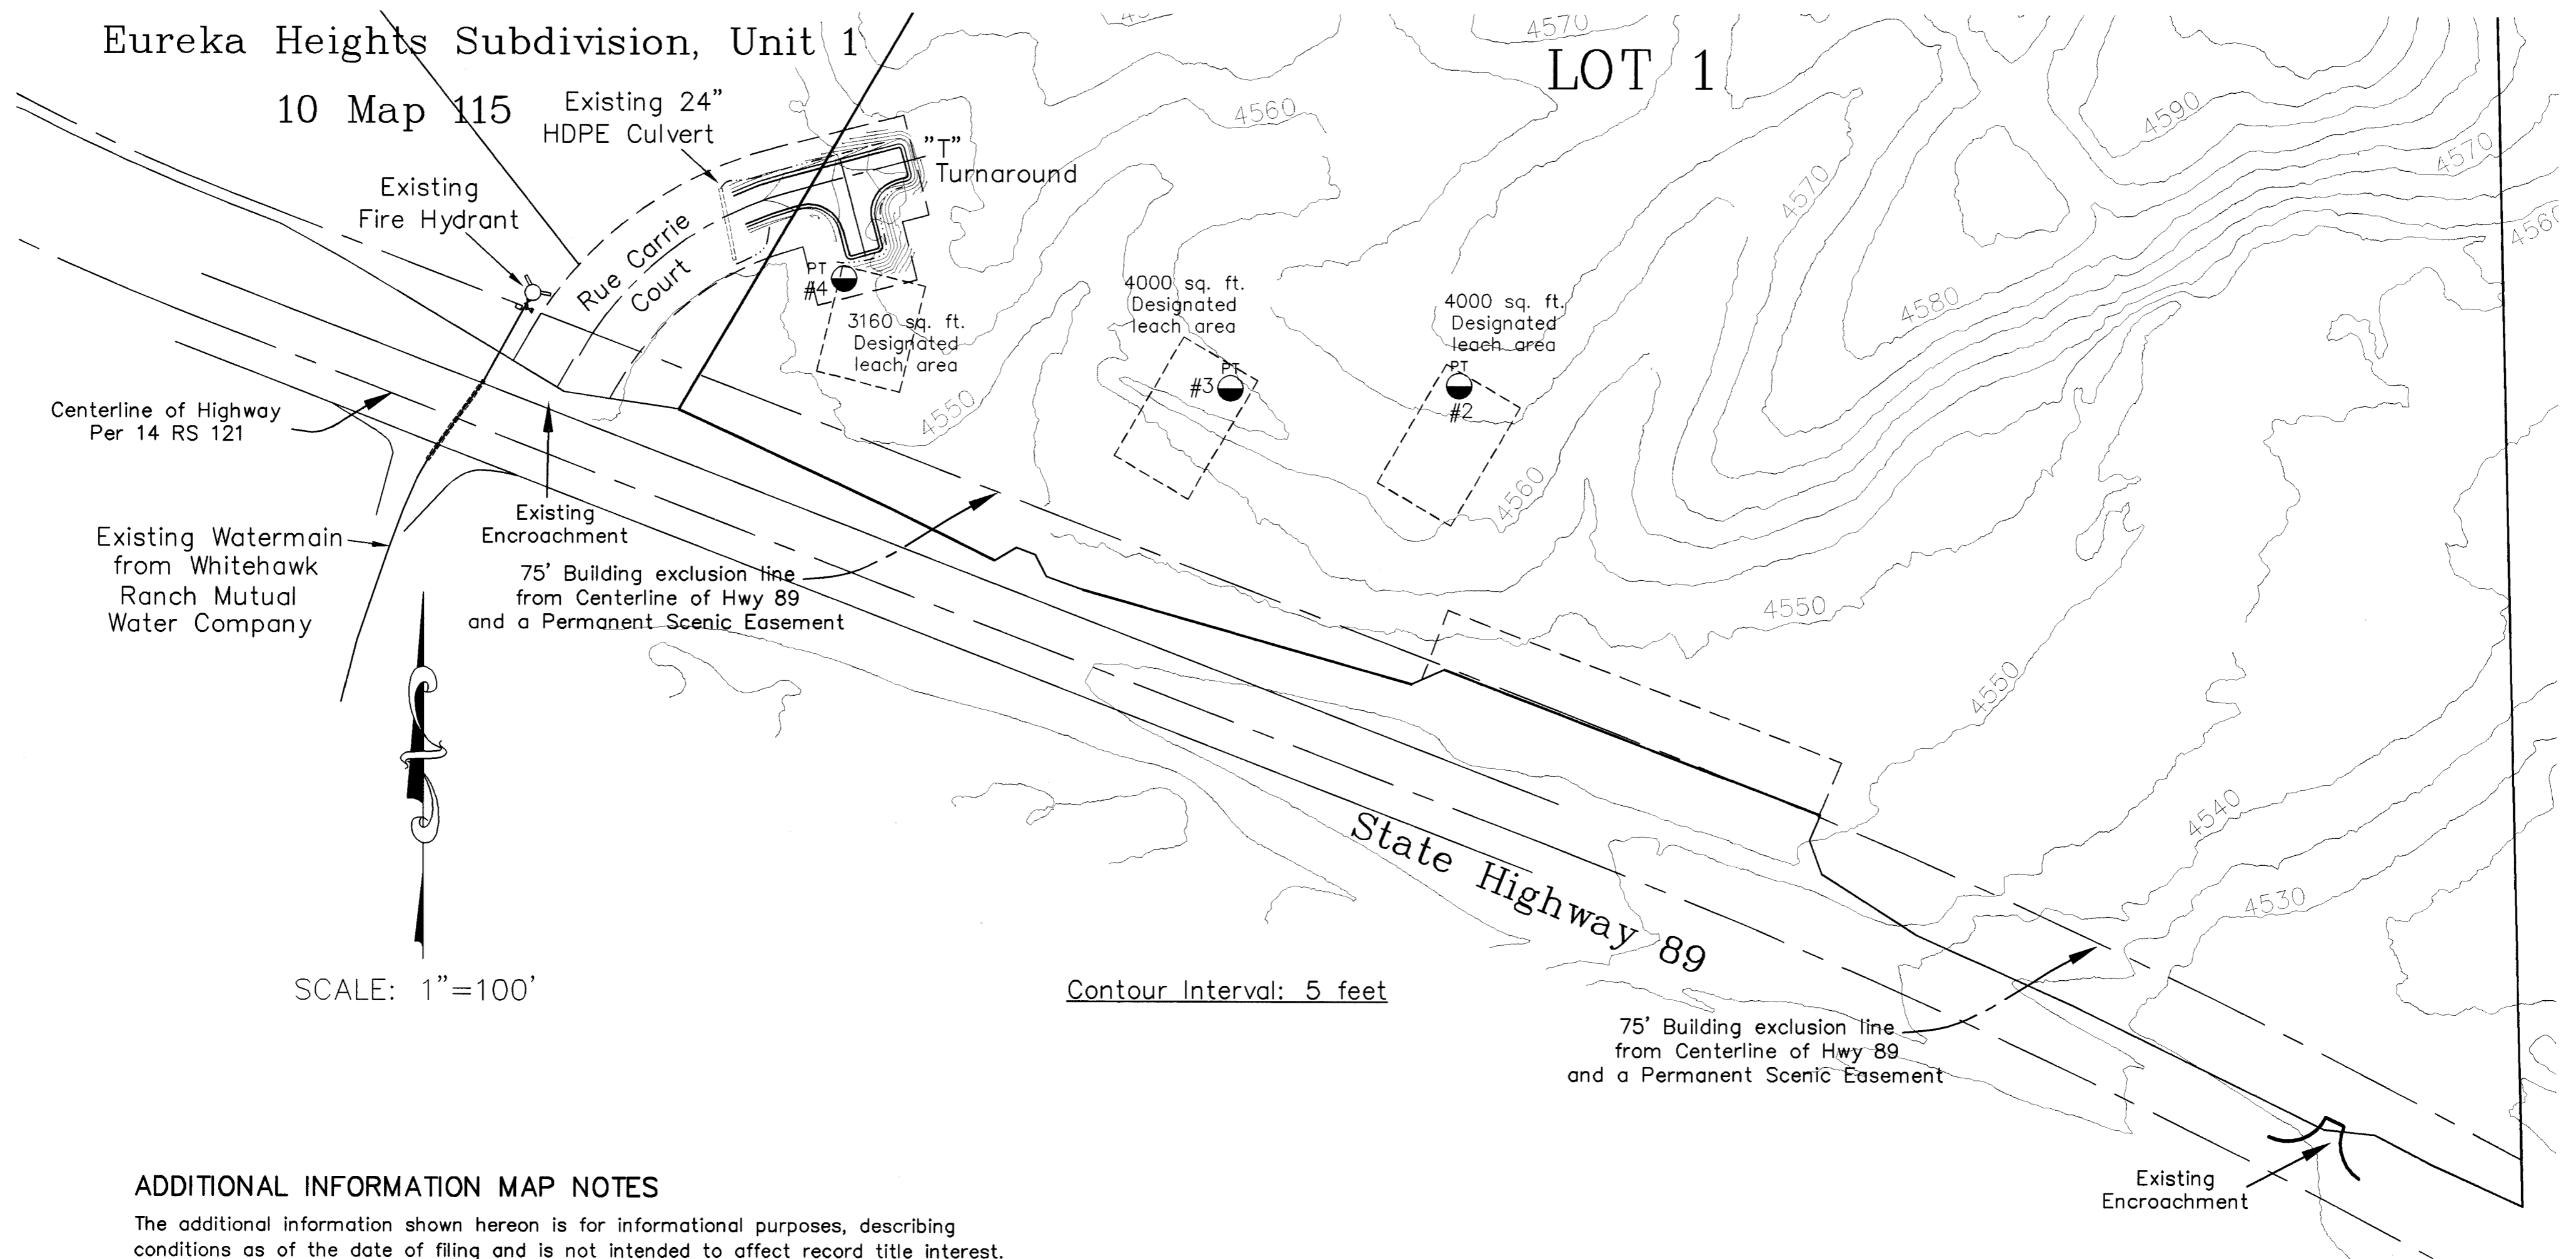 Eureka Heights Subdivision, Unit 1
10 Map 115
Existing 24"
HDPE Culvert
"T"
Turnaround
LOT 1
4570
4560
4590
4570
4570
4560
4580
Existing
Fire Hydrant
Rue Carrie
Court
PT
#4
3160 sq. ft.
Designated
leach area
4550
4000 sq. ft.
Designated
leach area
PT
#3
4000 sq. ft.
Designated
leach area
PT
#2
4560
Centerline of Highway
Per 14 RS 121
Existing
Encroachment
Existing Watermain
from Whitehawk
Ranch Mutual
Water Company
75' Building exclusion line
from Centerline of Hwy 89
and a Permanent Scenic Easement
4550
4550
4540
4530
State Highway 89
SCALE: 1"=100'
Contour Interval: 5 feet
75' Building exclusion line
from Centerline of Hwy 89
and a Permanent Scenic Easement
Existing
Encroachment
ADDITIONAL INFORMATION MAP NOTES
The additional information shown hereon is for informational purposes, describing
conditions as of the date of filing and is not intended to affect record title interest.